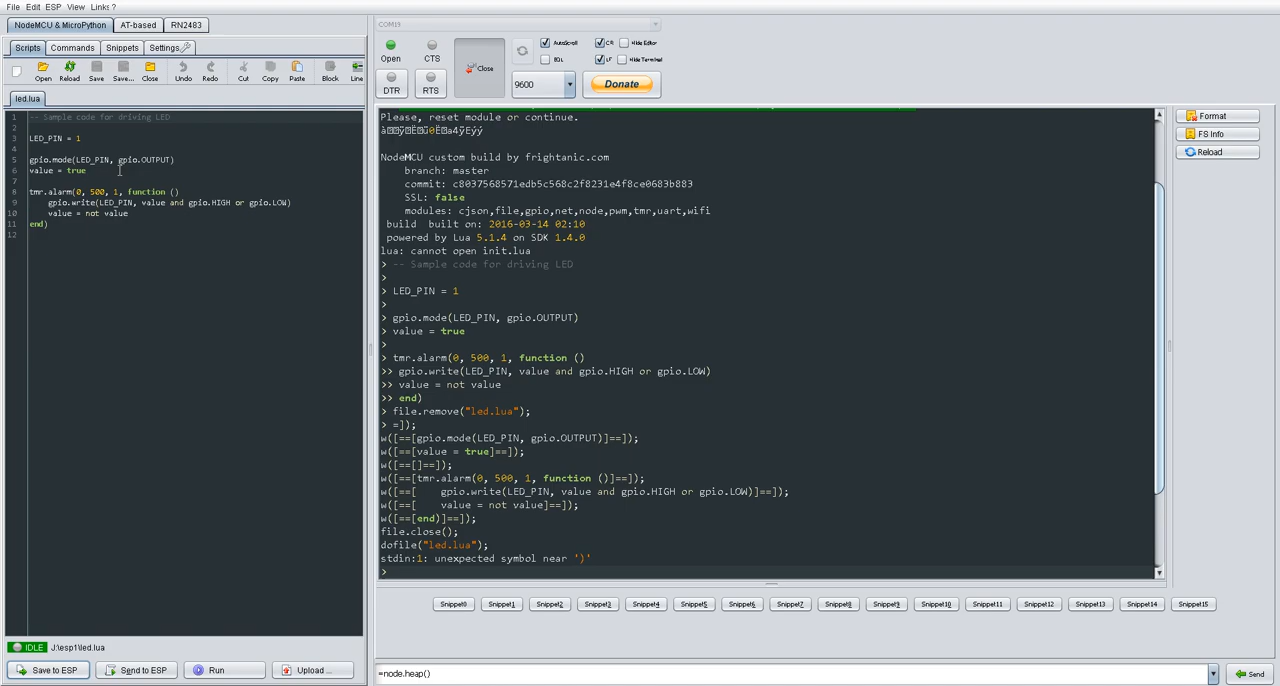 File Edit ESP View Links ?
NodeMCU & MicroPython AT-based RN2483
Scripts Commands Snippets Settings
Open Reload Save Save... Close Undo Redo Cut Copy Paste Block Line
led.lua
1 -- Sample code for driving LED
2
3 LED_PIN = 1
4
5 gpio.mode(LED_PIN, gpio.OUTPUT)
6 value = true
7
8 tmr.alarm(0, 500, 1, function ()
9 gpio.write(LED_PIN, value and gpio.HIGH or gpio.LOW)
10 value = not value
11 end)
12
IDLE J:\esp1\led.lua
Save to ESP Send to ESP Run Upload ...
COM19
Open CTS Close AutoScroll CR Hide Editor
EOL LF Hide Terminal
DTR RTS 9600 Donate
Please, reset module or continue.
NodeMCU custom build by frightanic.com
branch: master
commit: c8037568571edb5c568c2f8231e4f8ce0683b883
SSL: false
modules: cjson,file,gpio,net,node,pwm,tmr,uart,wifi
build built on: 2016-03-14 02:10
powered by Lua 5.1.4 on SDK 1.4.0
lua: cannot open init.lua
> -- Sample code for driving LED
>
> LED_PIN = 1
>
> gpio.mode(LED_PIN, gpio.OUTPUT)
> value = true
>
> tmr.alarm(0, 500, 1, function ()
>> gpio.write(LED_PIN, value and gpio.HIGH or gpio.LOW)
>> value = not value
>> end)
> file.remove("led.lua");
> =]);
w([==[gpio.mode(LED_PIN, gpio.OUTPUT)]==]);
w([==[value = true]==]);
w([==[]==]);
w([==[tmr.alarm(0, 500, 1, function ()]==]);
w([==[ gpio.write(LED_PIN, value and gpio.HIGH or gpio.LOW)]==]);
w([==[ value = not value]==]);
w([==[end)]==]);
file.close();
dofile("led.lua");
stdin:1: unexpected symbol near ')'
>
Format
FS Info
Reload
Snippet0 Snippet1 Snippet2 Snippet3 Snippet4 Snippet5 Snippet6 Snippet7 Snippet8 Snippet9 Snippet10 Snippet11 Snippet12 Snippet13 Snippet14 Snippet15
=node.heap() Send